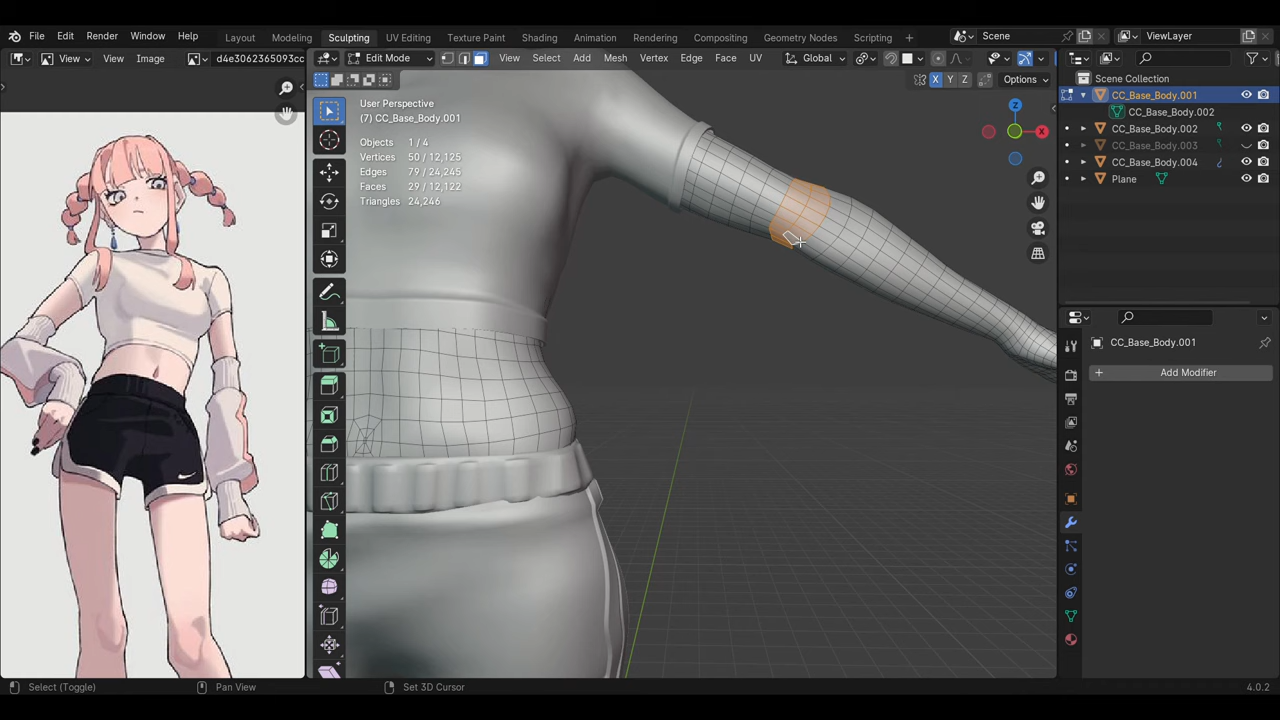 File Edit Render Window Help Layout Modeling Sculpting UV Editing Texture Paint Shading Animation Rendering Compositing Geometry Nodes Scripting Scene ViewLayer
View View Image d4e3062365093cc Edit Mode View Select Add Mesh Vertex Edge Face UV Global
X Y Z Options
Scene Collection
CC_Base_Body.001
CC_Base_Body.002
CC_Base_Body.002
CC_Base_Body.003
CC_Base_Body.004
Plane
User Perspective
(7) CC_Base_Body.001
Objects 1 / 4
Vertices 50 / 12,125
Edges 79 / 24,245
Faces 29 / 12,122
Triangles 24,246
Z
X
CC_Base_Body.001
+ Add Modifier
Select (Toggle) Pan View Set 3D Cursor 4.0.2